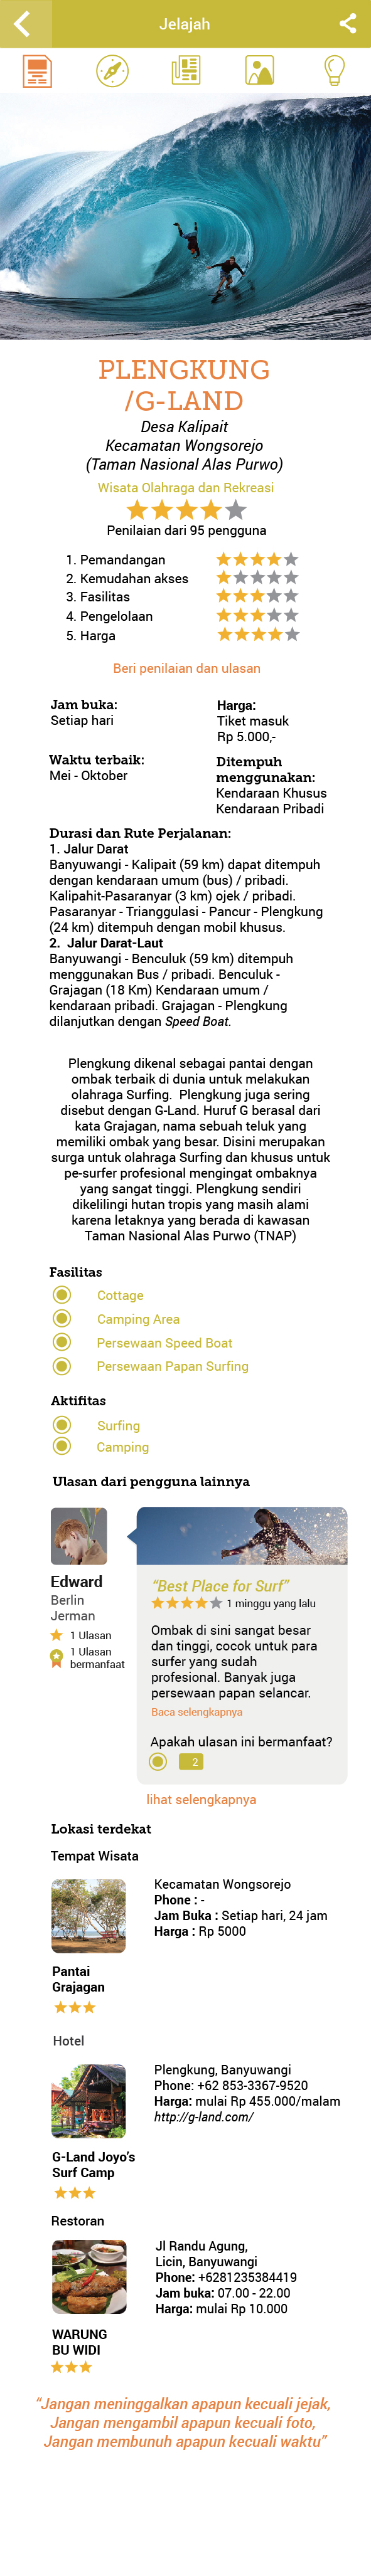 Jelajah
PLENGKUNG
/G-LAND
Desa Kalipait
Kecamatan Wongsorejo
(Taman Nasional Alas Purwo)
Wisata Olahraga dan Rekreasi
Penilaian dari 95 pengguna
1. Pemandangan
2. Kemudahan akses
3. Fasilitas
4. Pengelolaan
5. Harga
Beri penilaian dan ulasan
Jam buka:
Setiap hari
Harga:
Tiket masuk
Rp 5.000,-
Waktu terbaik:
Mei - Oktober
Ditempuh
menggunakan:
Kendaraan Khusus
Kendaraan Pribadi
Durasi dan Rute Perjalanan:
1. Jalur Darat
Banyuwangi - Kalipait (59 km) dapat ditempuh
dengan kendaraan umum (bus) / pribadi.
Kalipahit-Pasaranyar (3 km) ojek / pribadi.
Pasaranyar - Trianggulasi - Pancur - Plengkung
(24 km) ditempuh dengan mobil khusus.
2. Jalur Darat-Laut
Banyuwangi - Benculuk (59 km) ditempuh
menggunakan Bus / pribadi. Benculuk -
Grajagan (18 Km) Kendaraan umum /
kendaraan pribadi. Grajagan - Plengkung
dilanjutkan dengan Speed Boat.
Plengkung dikenal sebagai pantai dengan
ombak terbaik di dunia untuk melakukan
olahraga Surfing. Plengkung juga sering
disebut dengan G-Land. Huruf G berasal dari
kata Grajagan, nama sebuah teluk yang
memiliki ombak yang besar. Disini merupakan
surga untuk olahraga Surfing dan khusus untuk
pe-surfer profesional mengingat ombaknya
yang sangat tinggi. Plengkung sendiri
dikelilingi hutan tropis yang masih alami
karena letaknya yang berada di kawasan
Taman Nasional Alas Purwo (TNAP)
Fasilitas
Cottage
Camping Area
Persewaan Speed Boat
Persewaan Papan Surfing
Aktifitas
Surfing
Camping
Ulasan dari pengguna lainnya
Edward
Berlin
Jerman
1 Ulasan
1 Ulasan
bermanfaat
“Best Place for Surf”
1 minggu yang lalu
Ombak di sini sangat besar
dan tinggi, cocok untuk para
surfer yang sudah
profesional. Banyak juga
persewaan papan selancar.
Baca selengkapnya
Apakah ulasan ini bermanfaat?
2
lihat selengkapnya
Lokasi terdekat
Tempat Wisata
Kecamatan Wongsorejo
Phone : -
Jam Buka : Setiap hari, 24 jam
Harga : Rp 5000
Pantai
Grajagan
Hotel
Plengkung, Banyuwangi
Phone: +62 853-3367-9520
Harga: mulai Rp 455.000/malam
http://g-land.com/
G-Land Joyo’s
Surf Camp
Restoran
Jl Randu Agung,
Licin, Banyuwangi
Phone: +6281235384419
Jam buka: 07.00 - 22.00
Harga: mulai Rp 10.000
WARUNG
BU WIDI
“Jangan meninggalkan apapun kecuali jejak,
Jangan mengambil apapun kecuali foto,
Jangan membunuh apapun kecuali waktu”